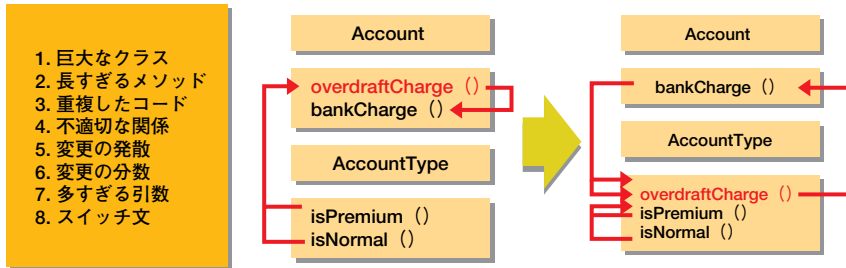 1. 巨大なクラス
2. 長すぎるメソッド
3. 重複したコード
4. 不適切な関係
5. 変更の発散
6. 変更の分数
7. 多すぎる引数
8. スイッチ文
Account
overdraftCharge （）
bankCharge （）
AccountType
isPremium （）
isNormal （）
Account
bankCharge （）
AccountType
overdraftCharge （）
isPremium （）
isNormal （）